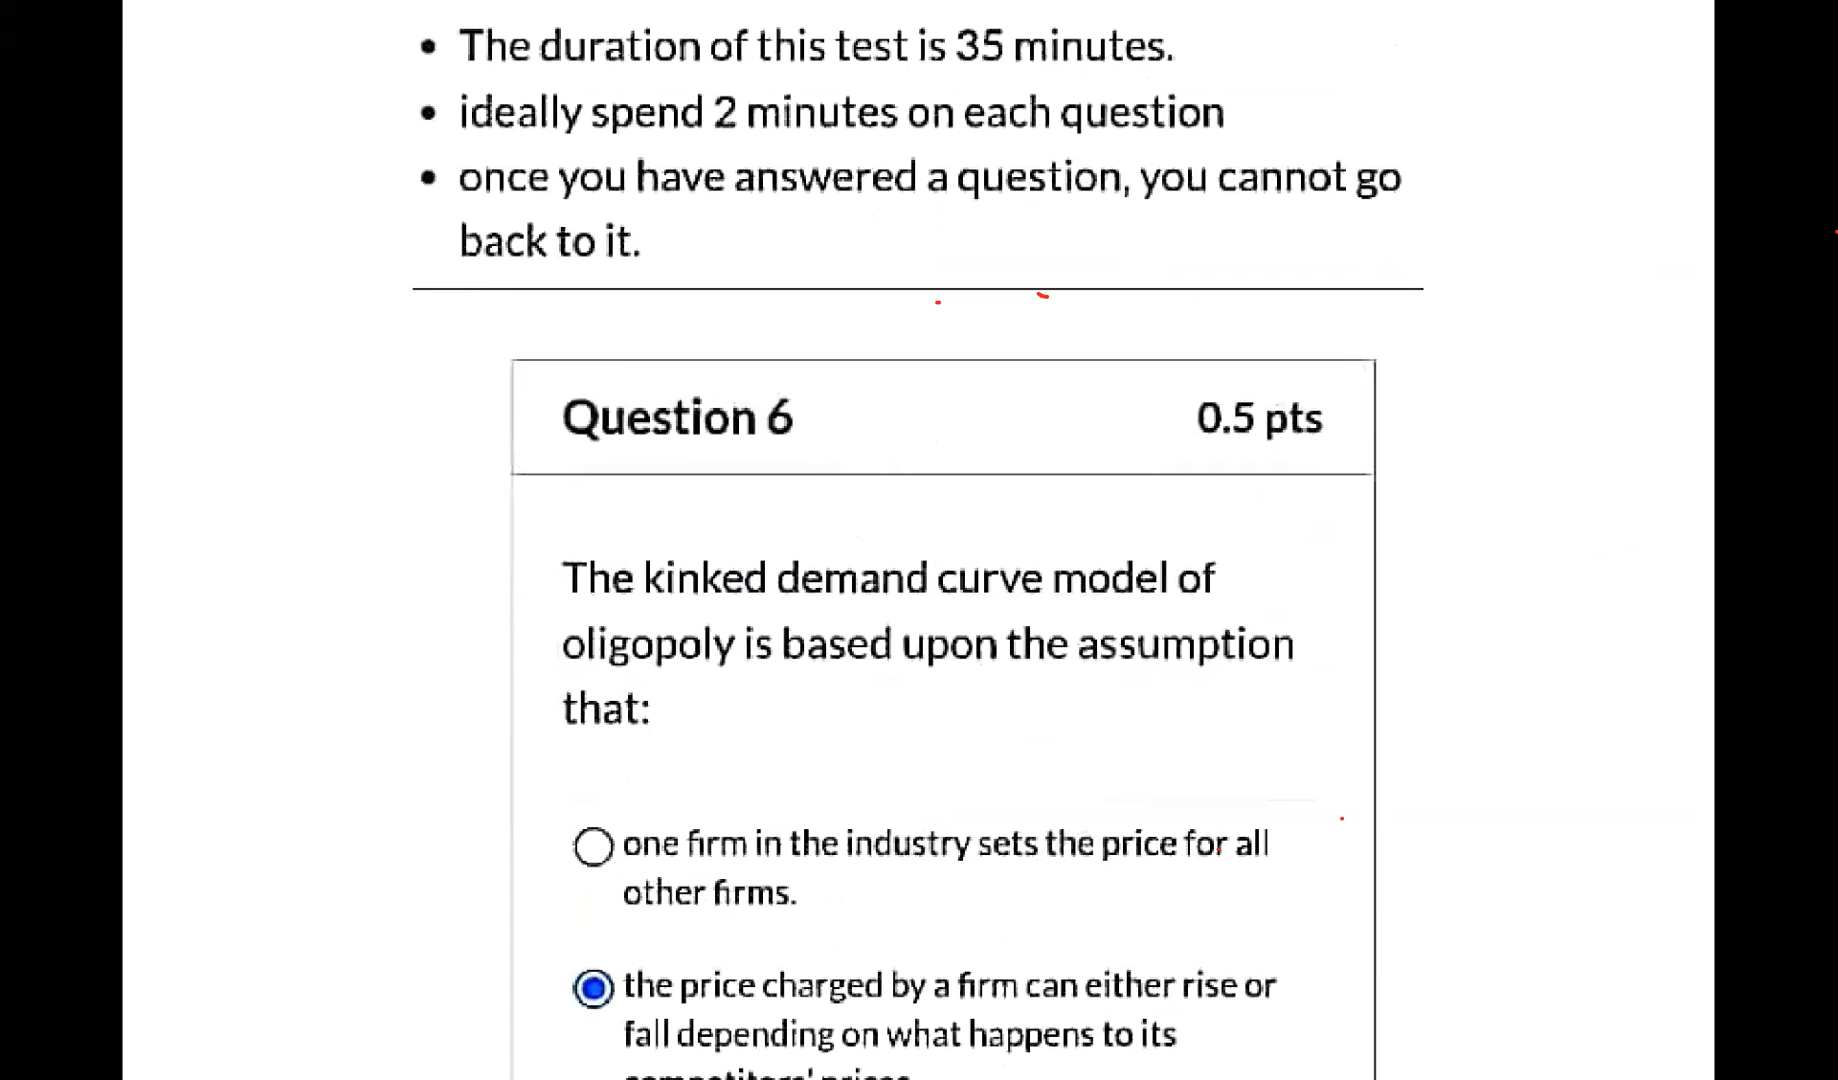 • The duration of this test is 35 minutes.
• ideally spend 2 minutes on each question
• once you have answered a question, you cannot go
back to it.
Question 6
0.5 pts
The kinked demand curve model of
oligopoly is based upon the assumption
that:
one firm in the industry sets the price for all
other firms.
the price charged by a firm can either rise or
fall depending on what happens to its
competitors' prices